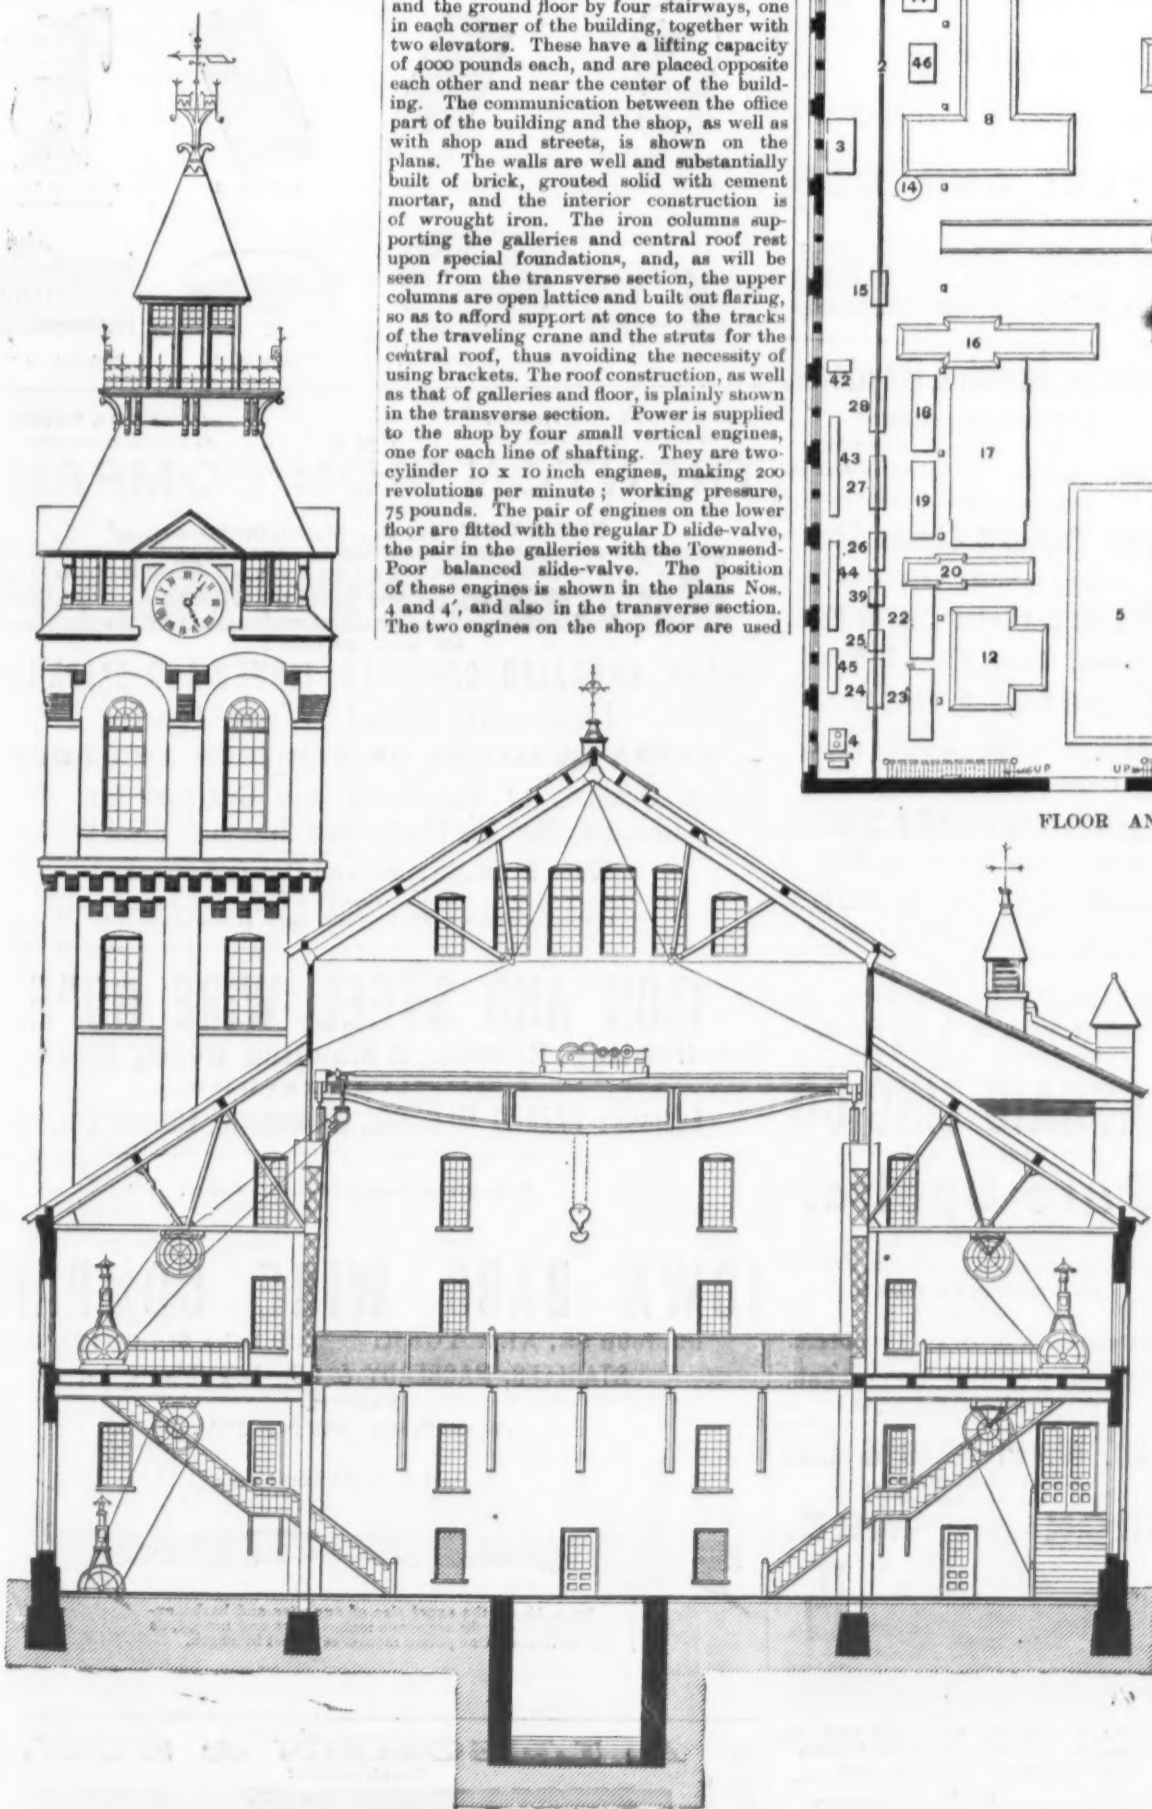 and the ground floor by four stairways, one
in each corner of the building, together with
two elevators. These have a lifting capacity
of 4000 pounds each, and are placed opposite
each other and near the center of the build-
ing. The communication between the office
part of the building and the shop, as well as
with shop and streets, is shown on the
plans. The walls are well and substantially
built of brick, grouted solid with cement
mortar, and the interior construction is
of wrought iron. The iron columns sup-
porting the galleries and central roof rest
upon special foundations, and, as will be
seen from the transverse section, the upper
columns are open lattice and built out flaring,
so as to afford support at once to the tracks
of the traveling crane and the struts for the
central roof, thus avoiding the necessity of
using brackets. The roof construction, as well
as that of galleries and floor, is plainly shown
in the transverse section. Power is supplied
to the shop by four small vertical engines,
one for each line of shafting. They are two-
cylinder 10 x 10 inch engines, making 200
revolutions per minute; working pressure,
75 pounds. The pair of engines on the lower
floor are fitted with the regular D slide-valve,
the pair in the galleries with the Townsend-
Poor balanced slide-valve. The position
of these engines is shown in the plans Nos.
4 and 4′, and also in the transverse section.
The two engines on the shop floor are used
2
46
3
8
14
15
16
42
28
18
43
17
27
19
26
44
20
39
22
5
25
12
45
24
23
4
UP
UP
FLOOR AN